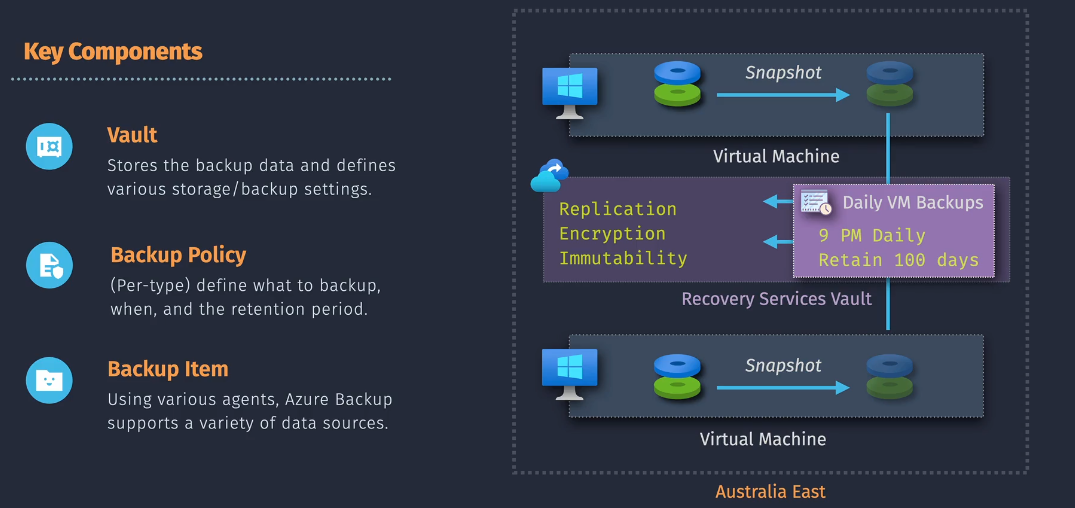 Key Components
Vault
Stores the backup data and defines
various storage/backup settings.
Backup Policy
(Per-type) define what to backup,
when, and the retention period.
Backup Item
Using various agents, Azure Backup
supports a variety of data sources.
Snapshot
Virtual Machine
Replication
Encryption
Immutability
Daily VM Backups
9 PM Daily
Retain 100 days
Recovery Services Vault
Snapshot
Virtual Machine
Australia East